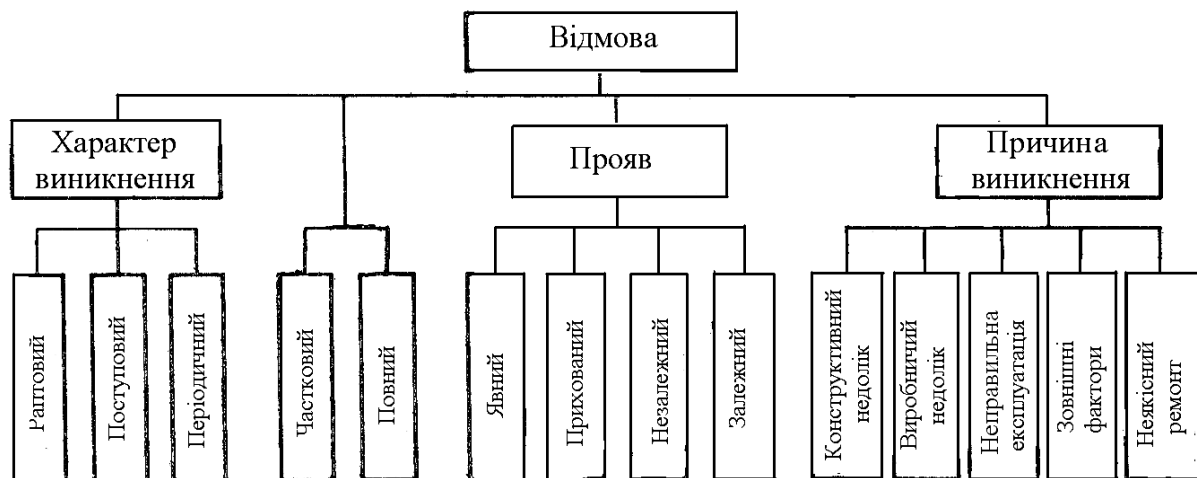 Відмова
Характер
виникнення
Прояв
Причина
виникнення
Раптовий
Поступовий
Періодичний
Частковий
Повний
Явний
Прихований
Незалежний
Залежний
Конструктивний
недолік
Виробничий
недолік
Неправильна
експлуатація
Зовнішні
фактори
Неякісний
ремонт